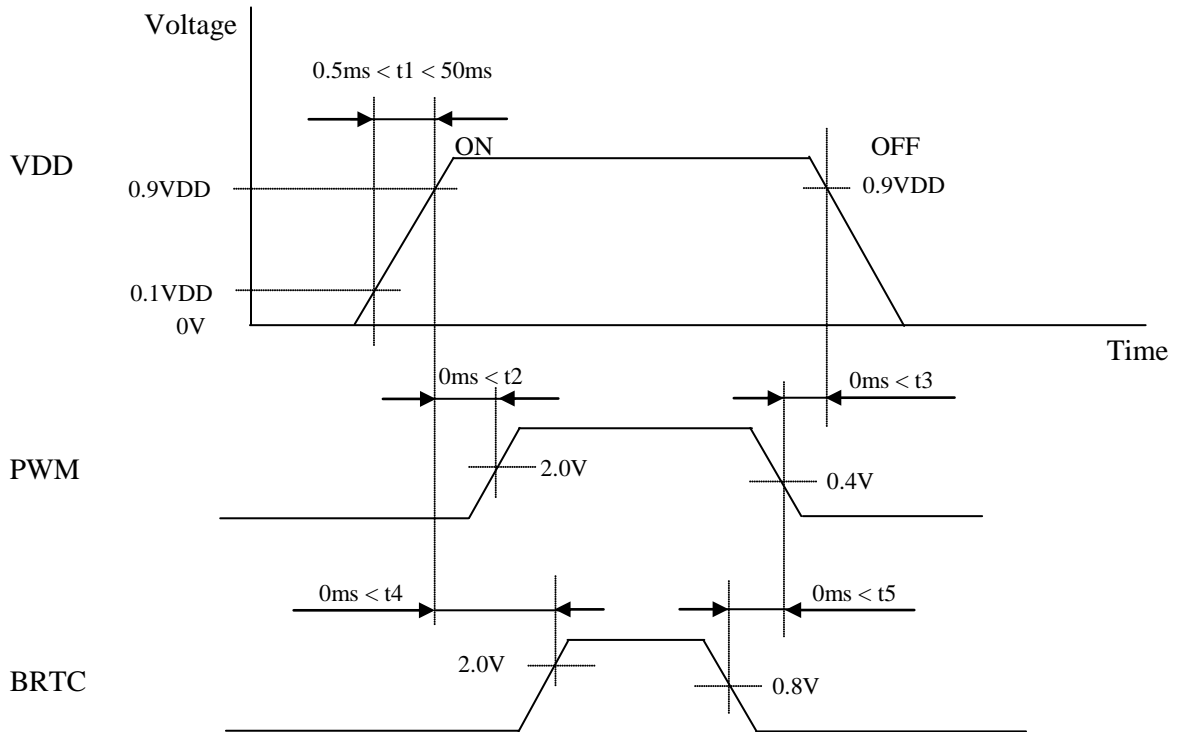 Voltage
0.5ms < t1 < 50ms
ON
OFF
VDD
0.9VDD
0.9VDD
0.1VDD
0V
Time
0ms < t2
0ms < t3
PWM
2.0V
0.4V
0ms < t4
0ms < t5
2.0V
BRTC
0.8V